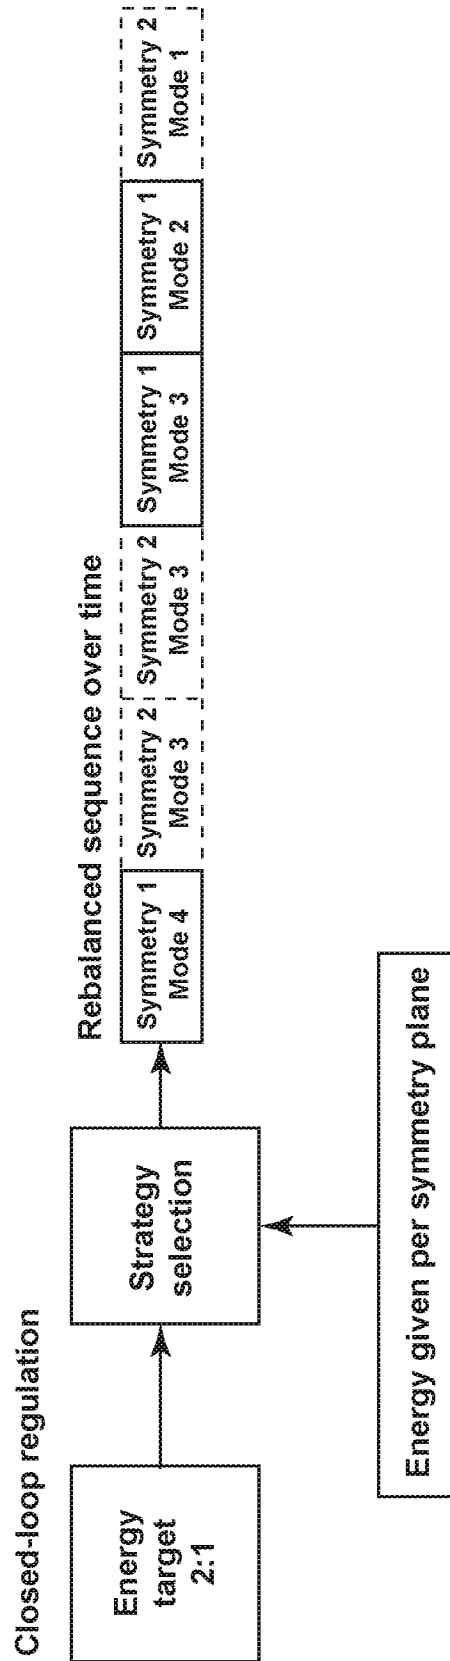 Closed-loop regulation
Energy
target
2:1
Strategy
selection
Energy given per symmetry plane
Rebalanced sequence over time
Symmetry 1
Mode 4
Symmetry 2
Mode 3
Symmetry 2
Mode 3
Symmetry 1
Mode 3
Symmetry 1
Mode 2
Symmetry 2
Mode 1